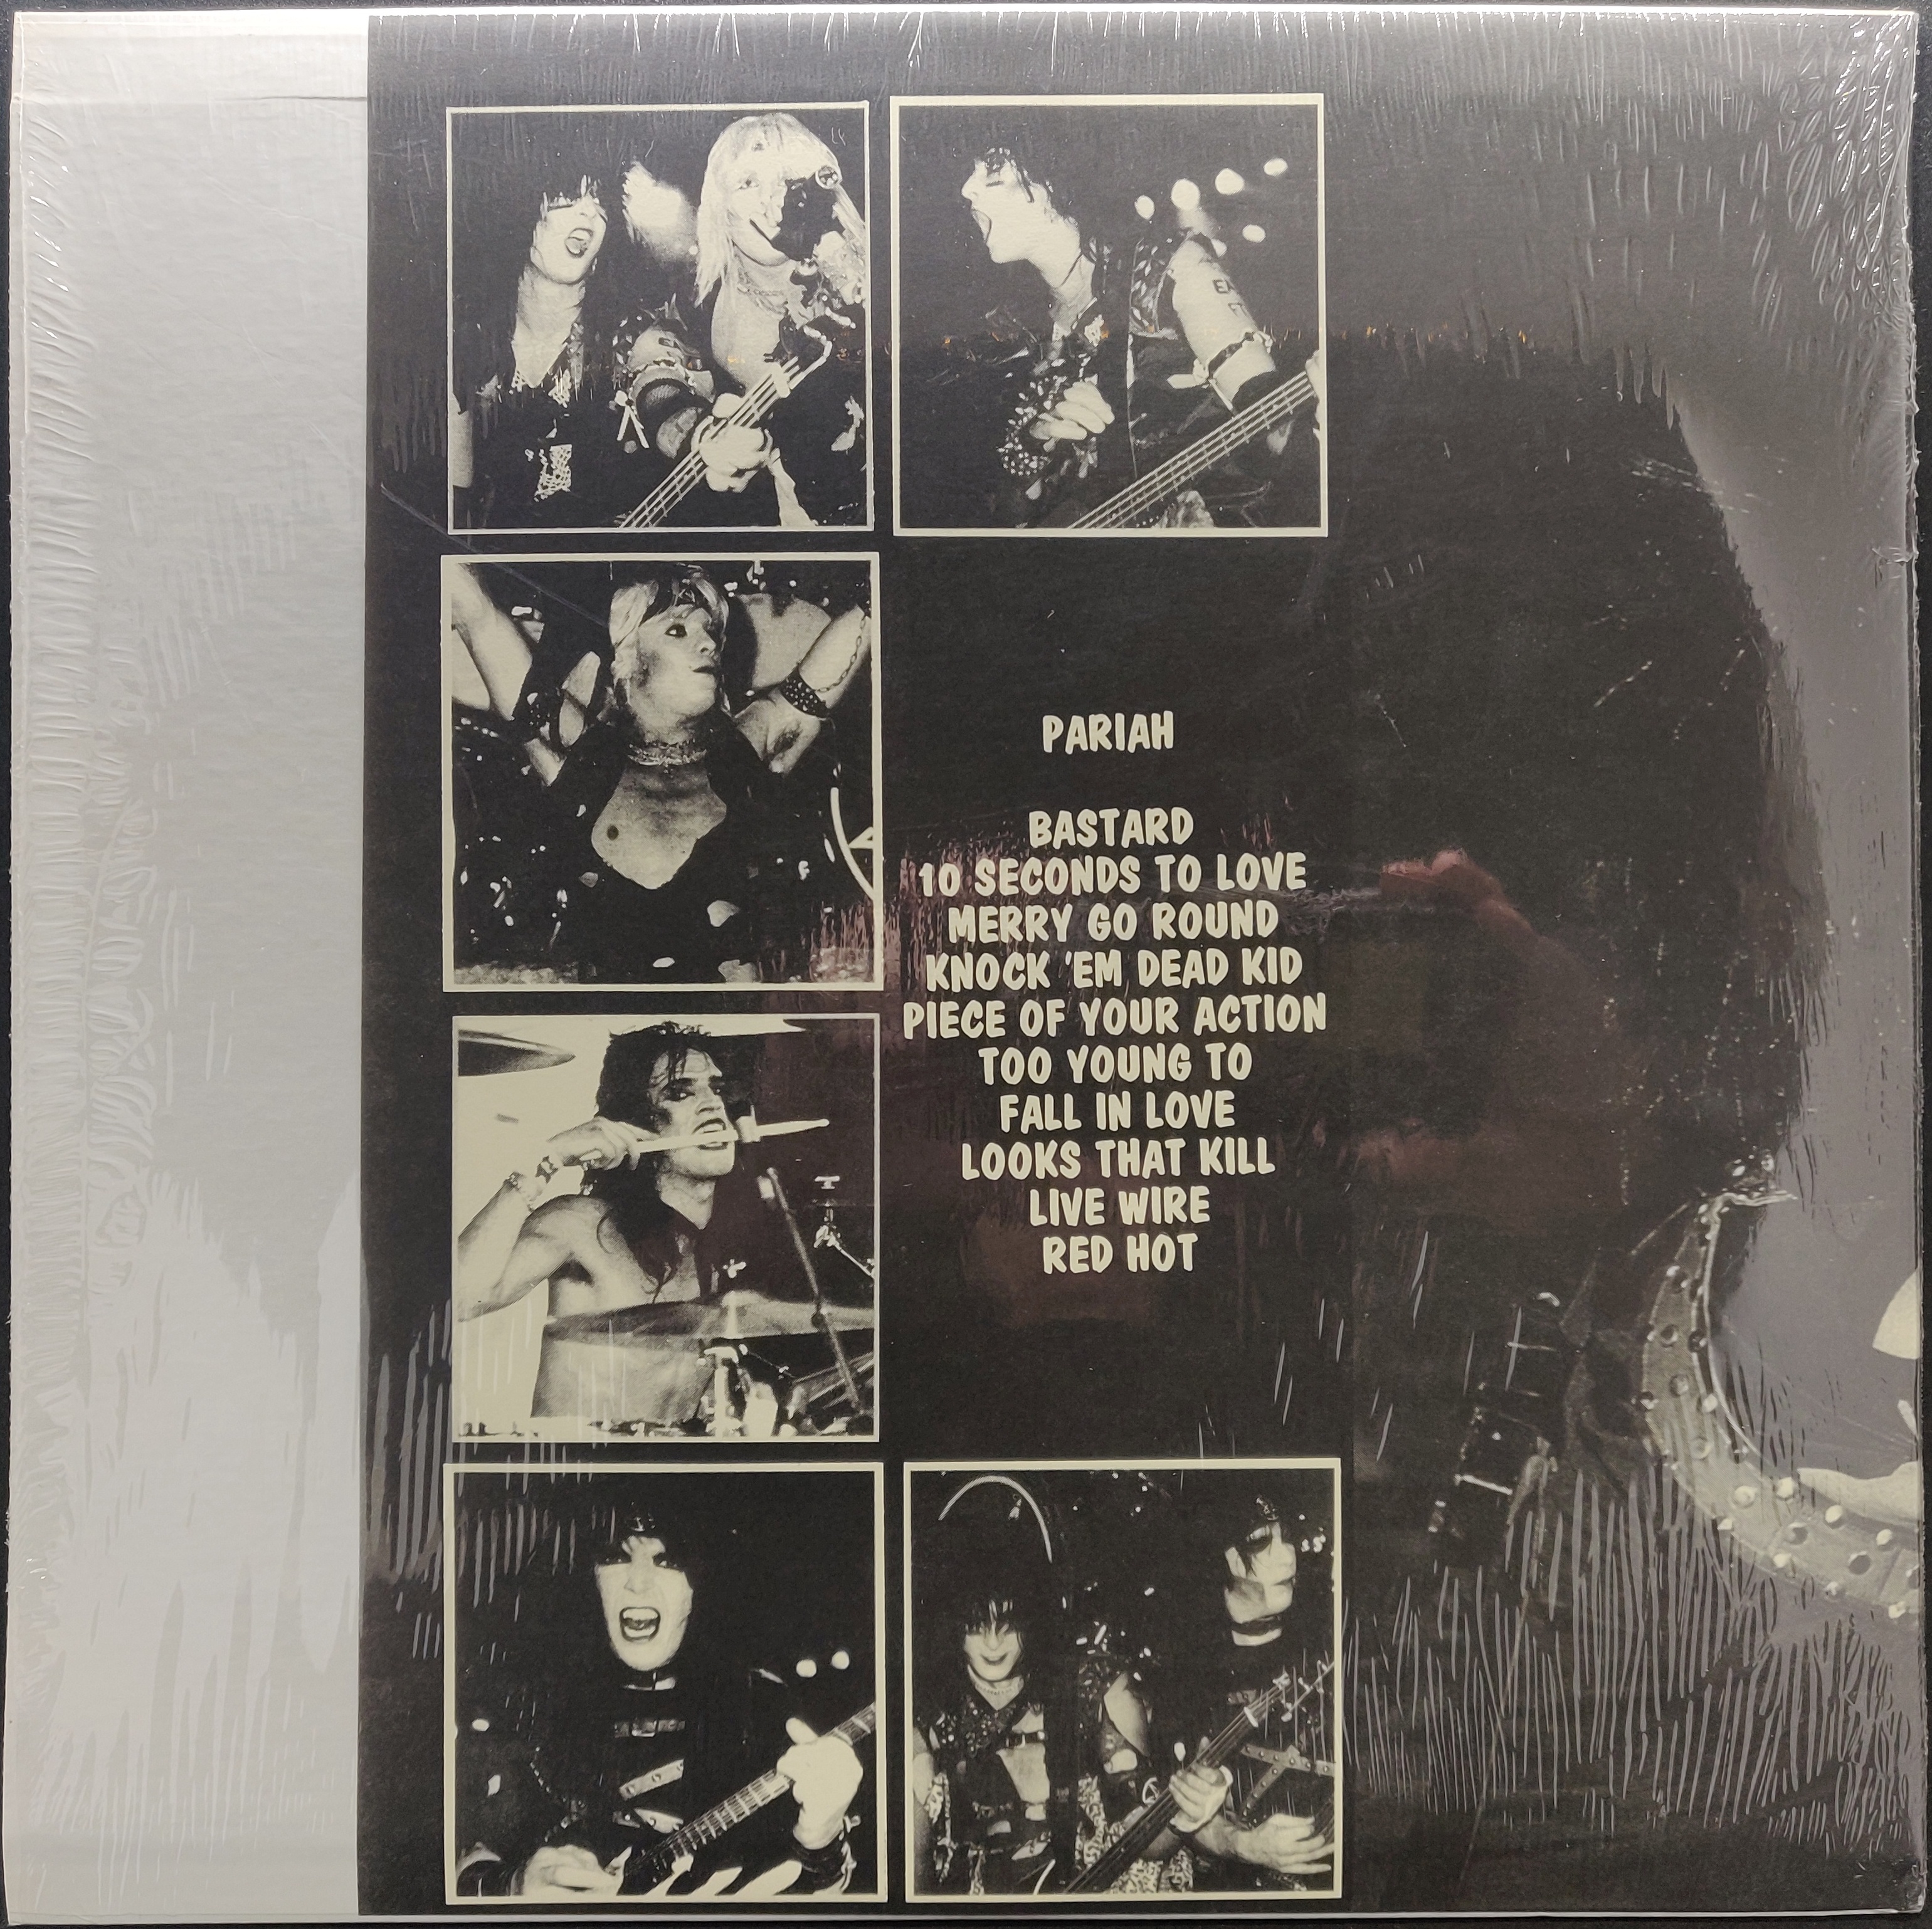 PARIAH
BASTARD
10 SECONDS TO LOVE
MERRY GO ROUND
KNOCK 'EM DEAD KID
PIECE OF YOUR ACTION
TOO YOUNG TO
FALL IN LOVE
LOOKS THAT KILL
LIVE WIRE
RED HOT